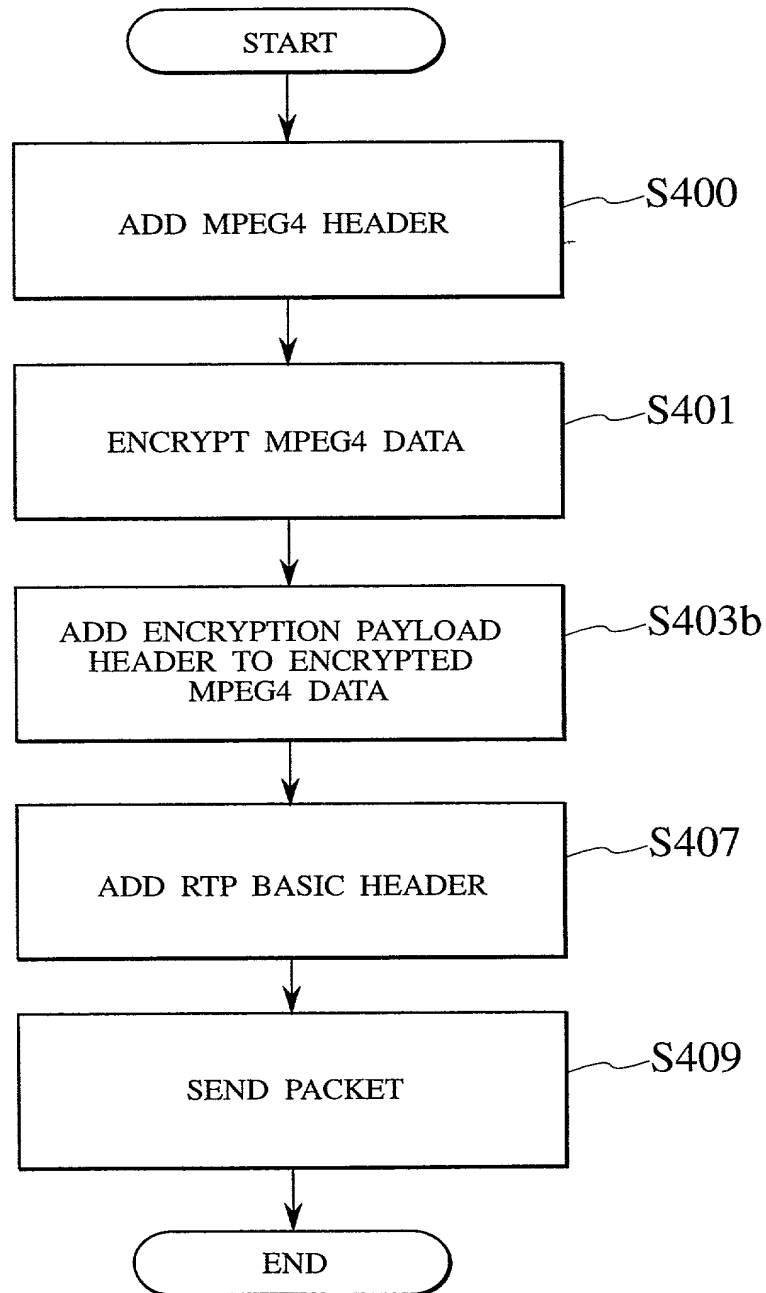 START
ADD MPEG4 HEADER
S400
ENCRYPT MPEG4 DATA
S401
ADD ENCRYPTION PAYLOAD
HEADER TO ENCRYPTED
MPEG4 DATA
S403b
ADD RTP BASIC HEADER
S407
SEND PACKET
S409
END